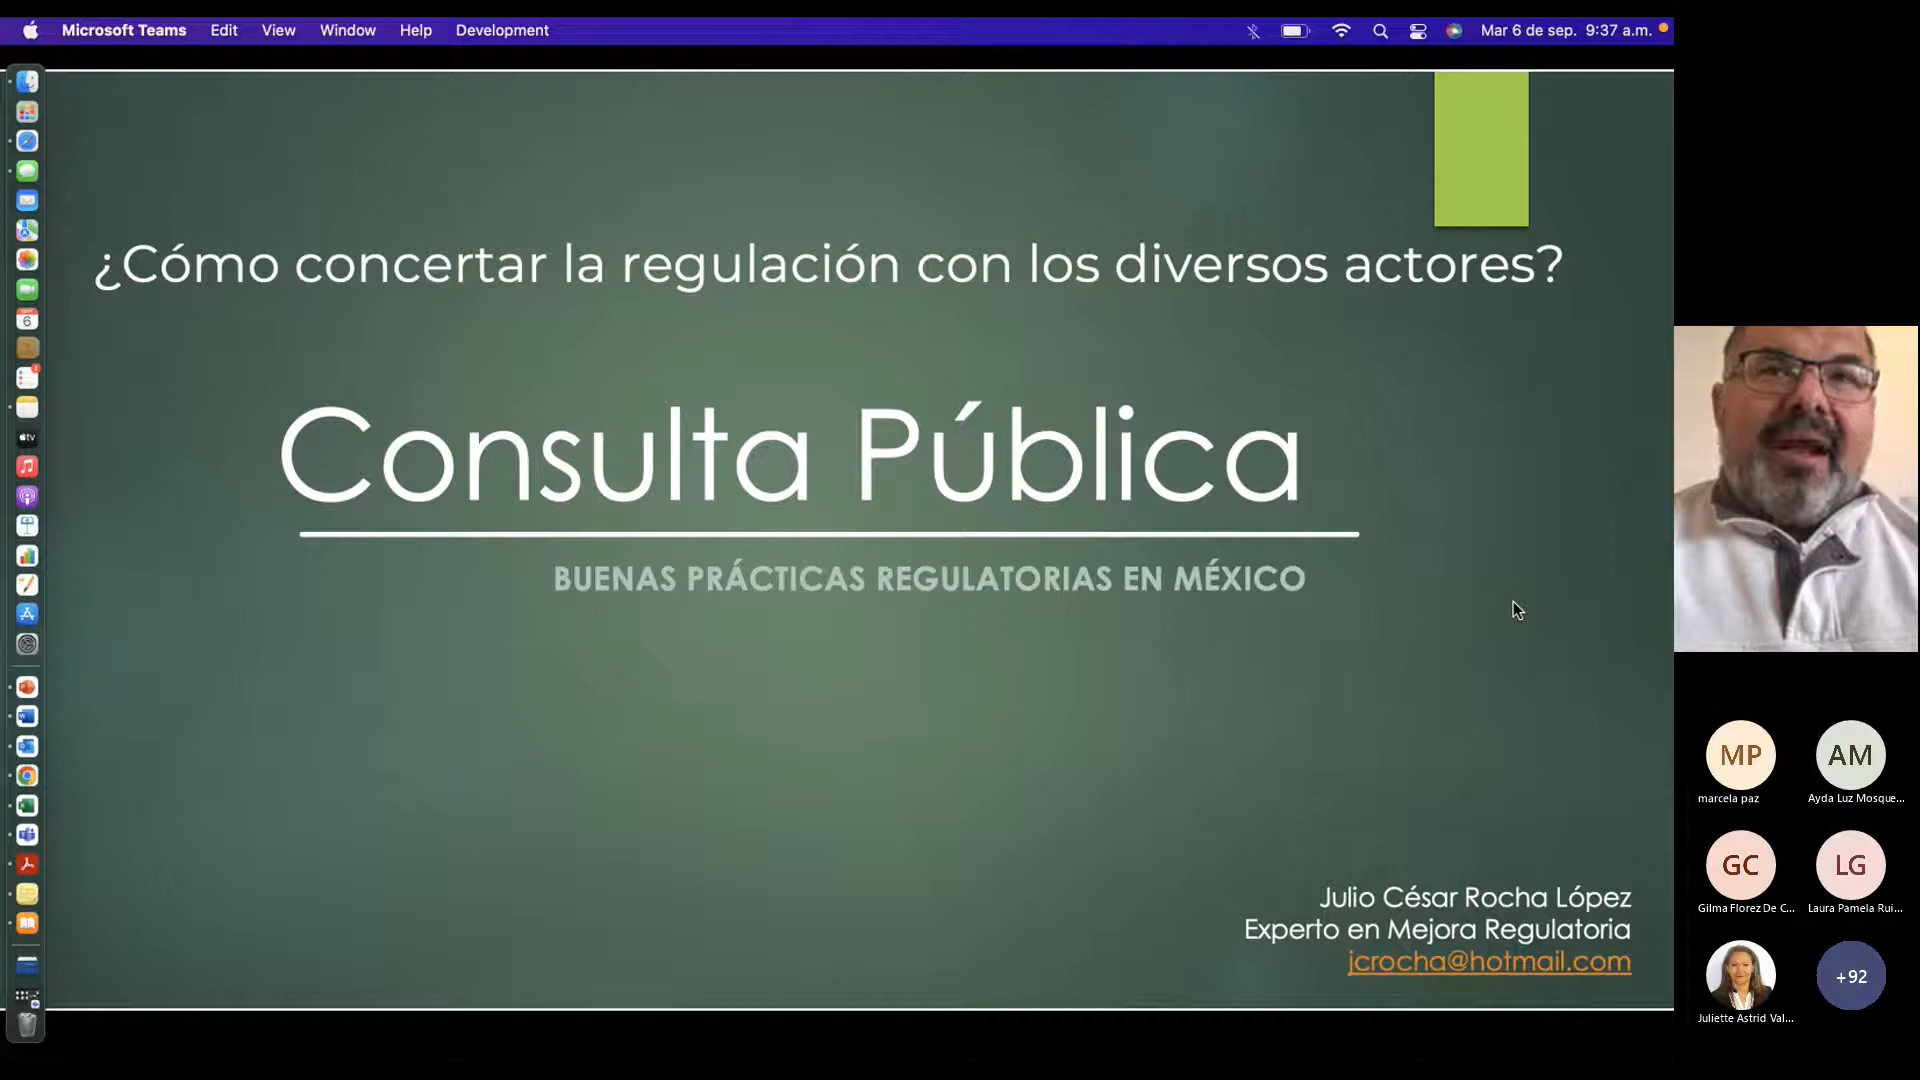 Microsoft Teams Edit View Window Help Development
Mar 6 de sep. 9:37 a.m.
¿Cómo concertar la regulación con los diversos actores?
Consulta Pública
BUENAS PRÁCTICAS REGULATORIAS EN MÉXICO
Julio César Rocha López
Experto en Mejora Regulatoria
jcrocha@hotmail.com
6
tv
MP
AM
marcela paz
Ayda Luz Mosque...
GC
LG
Gilma Florez De C...
Laura Pamela Rui...
+92
Juliette Astrid Val...